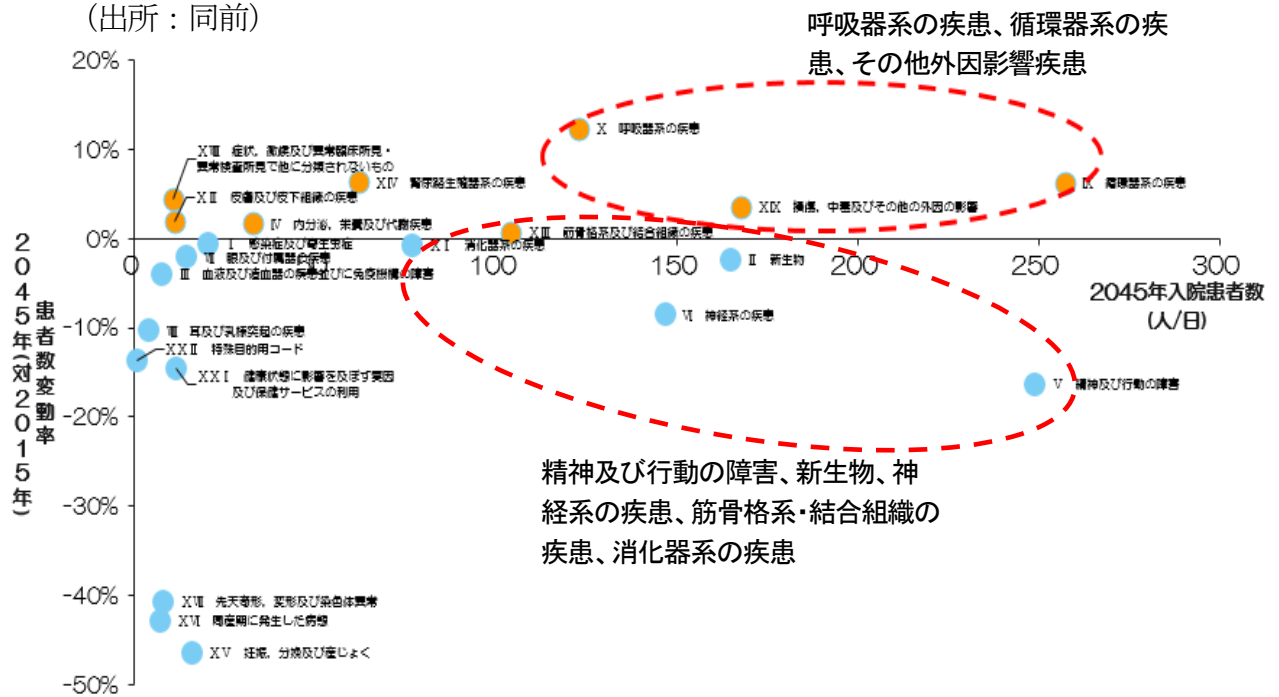 (出所：同前)
呼吸器系の疾患、循環器系の疾
患、その他外因影響疾患
20%
10%
0%
-10%
-20%
-30%
-40%
-50%
0
50
100
150
200
250
300
2045年入院患者数
(人/日)
患者数変動率
2045年(対2015年)
X 呼吸器系の疾患
XVIII 症状，徴候及び異常臨床所見・
異常検査所見で他に分類されないもの
XIV 腎尿路生殖器系の疾患
IX 循環器系の疾患
XII 皮膚及び皮下組織の疾患
XIX 損傷，中毒及びその他の外因の影響
IV 内分泌，栄養及び代謝疾患
XIII 筋骨格系及び結合組織の疾患
I 感染症及び寄生虫症
XI 消化器系の疾患
VII 眼及び付属器の疾患
II 新生物
III 血液及び造血器の疾患並びに免疫機構の障害
VI 神経系の疾患
VIII 耳及び乳様突起の疾患
XXII 特殊目的用コード
XXI 健康状態に影響を及ぼす要因
及び保健サービスの利用
V 精神及び行動の障害
精神及び行動の障害、新生物、神
経系の疾患、筋骨格系・結合組織の
疾患、消化器系の疾患
XVII 先天奇形，変形及び染色体異常
XVI 周産期に発生した病態
XV 妊娠，分娩及び産じょく